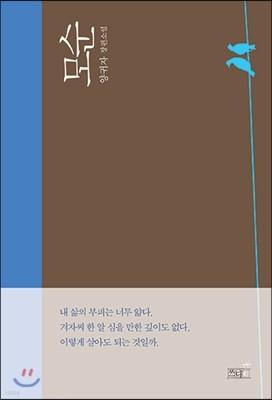 모순
양귀자 장편소설
내 삶의 부피는 너무 얇다.
겨자씨 한 알 심을 만한 깊이도 없다.
이렇게 살아도 되는 것일까.
쓰다